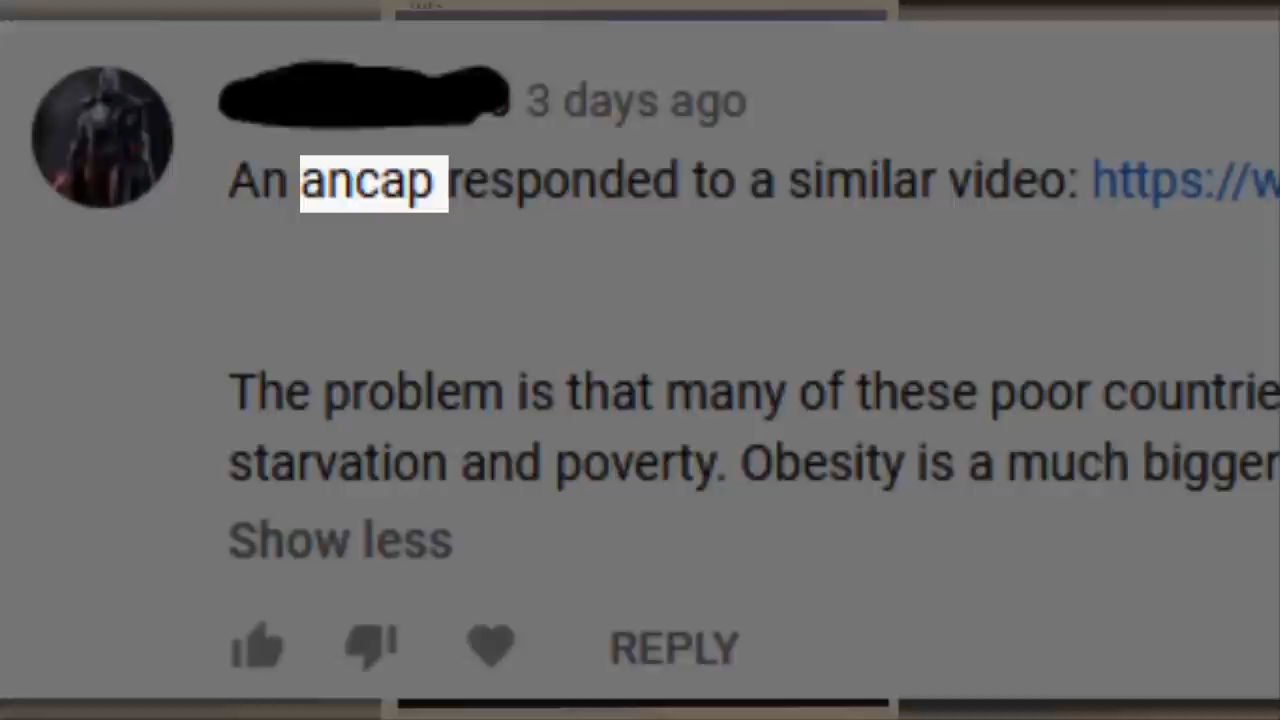 3 days ago
An ancap responded to a similar video: https://w
The problem is that many of these poor countrie
starvation and poverty. Obesity is a much bigger
Show less
REPLY